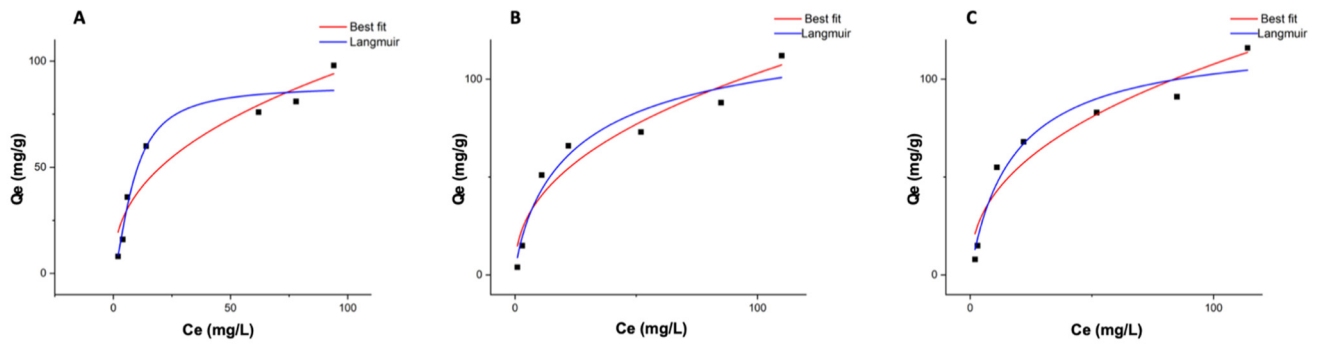 A
Best fit
Langmuir
100
50
0
Qe (mg/g)
0
50
100
Ce (mg/L)
B
Best fit
Langmuir
100
0
Qe (mg/g)
0
100
Ce (mg/L)
C
Best fit
Langmuir
100
0
Qe (mg/g)
0
100
Ce (mg/L)